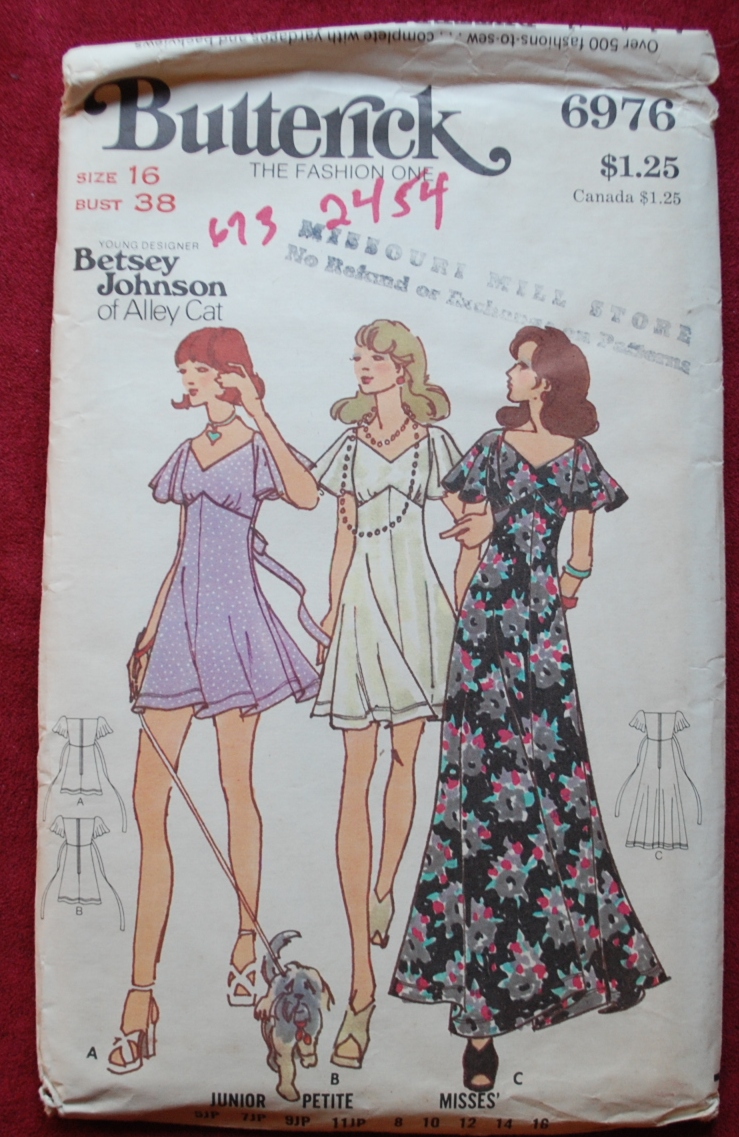 Over 500 fashions-to-sew... complete with yardages and backviews
Butterick
6976
THE FASHION ONE
$1.25
Canada $1.25
SIZE 16
BUST 38
673 2454
MISSOURI MILL STORE
No Refund or Exchange on Patterns
YOUNG DESIGNER
Betsey
Johnson
of Alley Cat
A
B
C
A
B
C
JUNIOR PETITE MISSES'
5JP 7JP 9JP 11JP 8 10 12 14 16